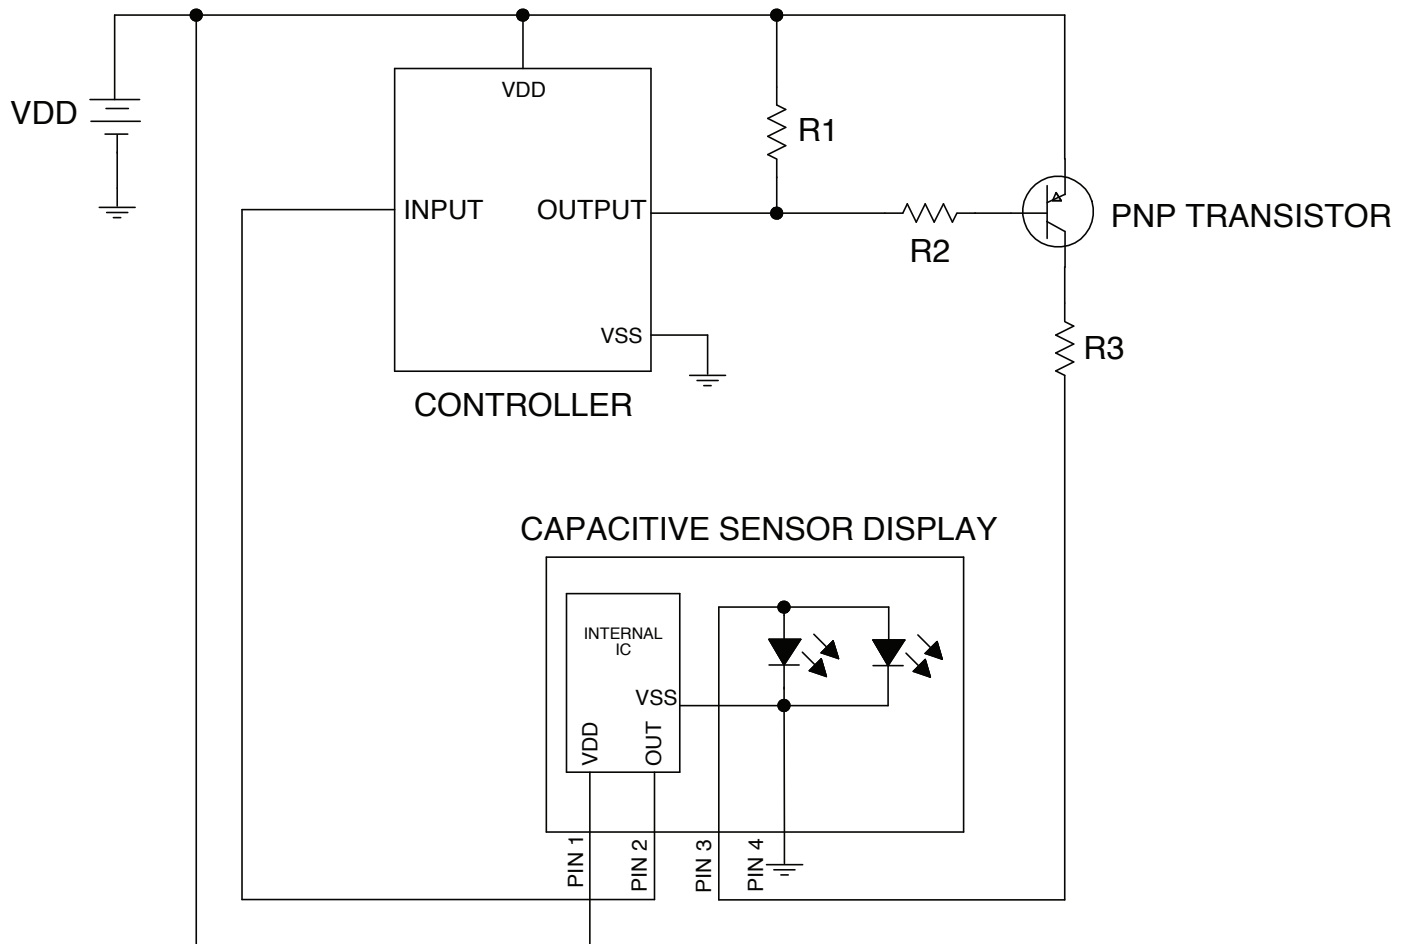 VDD
VDD
R1
INPUT
OUTPUT
PNP TRANSISTOR
R2
VSS
R3
CONTROLLER
CAPACITIVE SENSOR DISPLAY
INTERNAL
IC
VSS
VDD
OUT
PIN 1
PIN 2
PIN 3
PIN 4